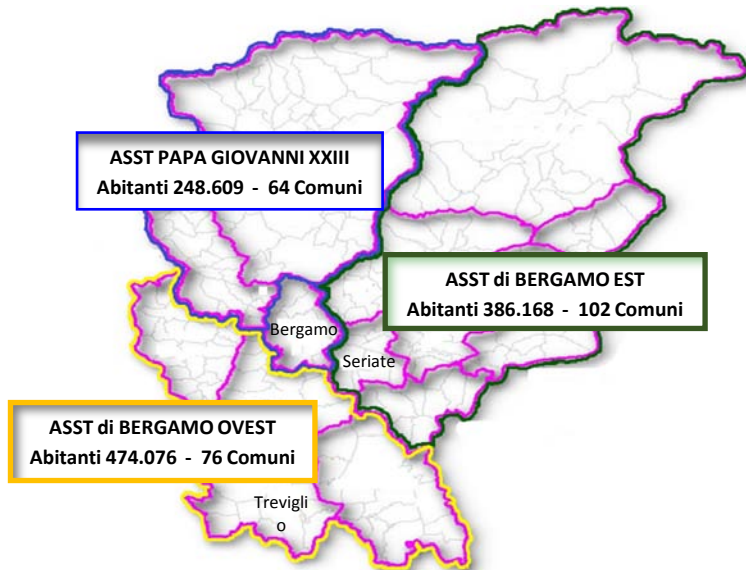 ASST PAPA GIOVANNI XXIII
Abitanti 248.609 - 64 Comuni
ASST di BERGAMO EST
Abitanti 386.168 - 102 Comuni
Bergamo
Seriate
ASST di BERGAMO OVEST
Abitanti 474.076 - 76 Comuni
Trevigli
o